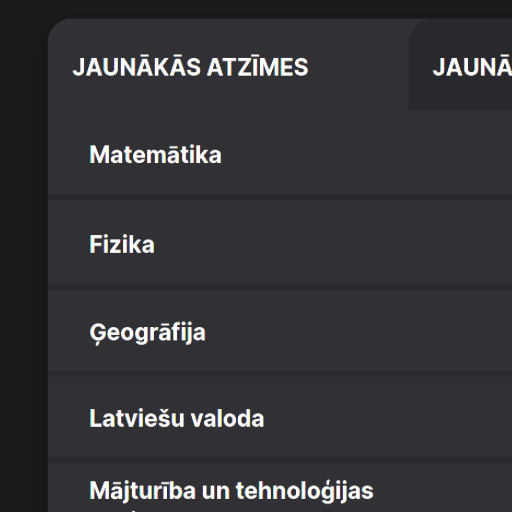 JAUNĀKĀS ATZĪMES
JAUNĀ
Matemātika
Fizika
Ģeogrāfija
Latviešu valoda
Mājturība un tehnoloģijas